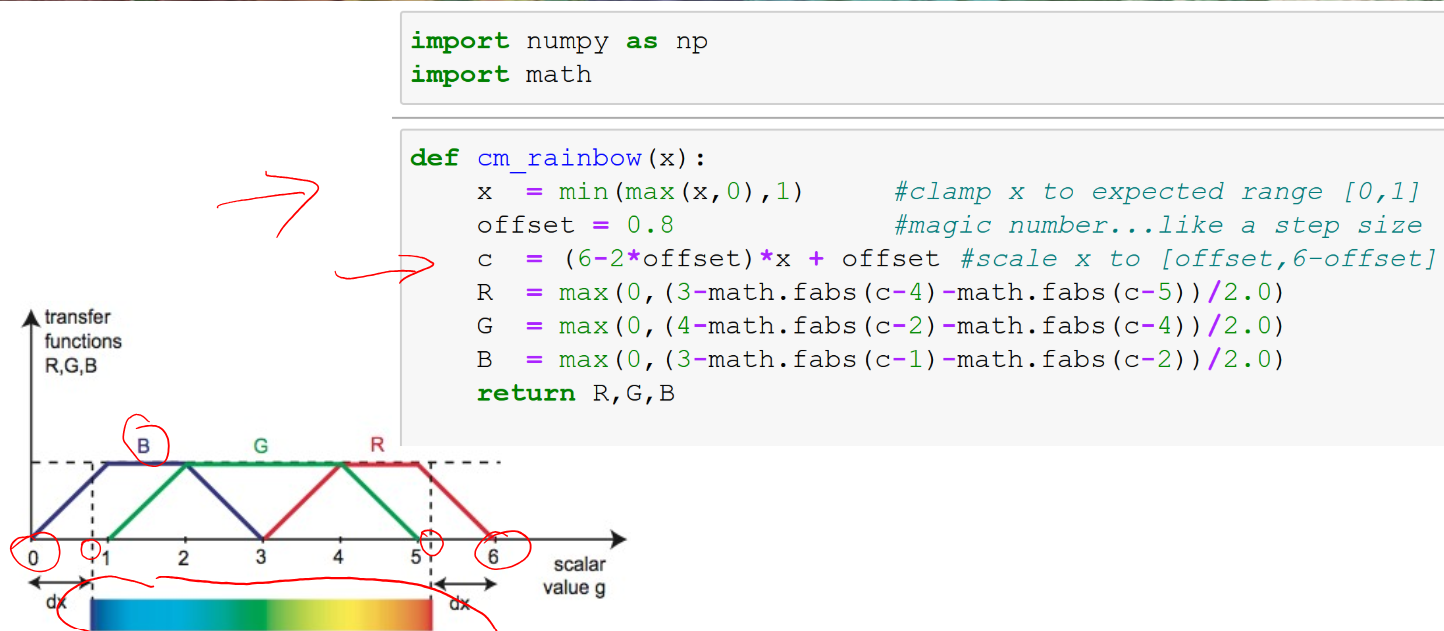 import numpy as np
import math
def cm_rainbow(x):
x = min(max(x,0),1) #clamp x to expected range [0,1]
offset = 0.8 #magic number...like a step size
c = (6-2*offset)*x + offset #scale x to [offset,6-offset]
R = max(0,(3-math.fabs(c-4)-math.fabs(c-5))/2.0)
G = max(0,(4-math.fabs(c-2)-math.fabs(c-4))/2.0)
B = max(0,(3-math.fabs(c-1)-math.fabs(c-2))/2.0)
return R,G,B
transfer
functions
R,G,B
B G R
0 1 2 3 4 5 6
scalar
value g
dx dx